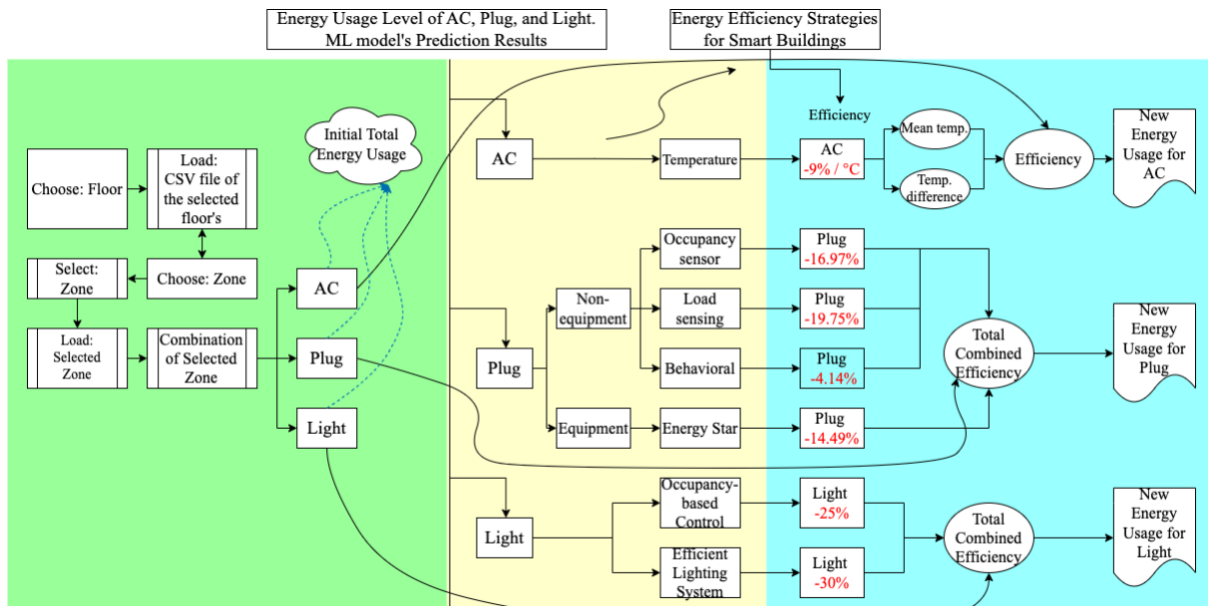 Energy Usage Level of AC, Plug, and Light.
ML model's Prediction Results
Energy Efficiency Strategies
for Smart Buildings
Initial Total
Energy Usage
Choose: Floor
Load:
CSV file of
the selected
floor's
Select:
Zone
Choose: Zone
Load:
Selected
Zone
Combination
of Selected
Zone
AC
Plug
Light
AC
Temperature
Efficiency
AC
-9% / °C
Mean temp.
Temp.
difference
Efficiency
New
Energy
Usage for
AC
Plug
Non-
equipment
Equipment
Occupancy
sensor
Load
sensing
Behavioral
Energy Star
Plug
-16.97%
Plug
-19.75%
Plug
-4.14%
Plug
-14.49%
Total
Combined
Efficiency
New
Energy
Usage for
Plug
Light
Occupancy-
based
Control
Efficient
Lighting
System
Light
-25%
Light
-30%
Total
Combined
Efficiency
New
Energy
Usage for
Light